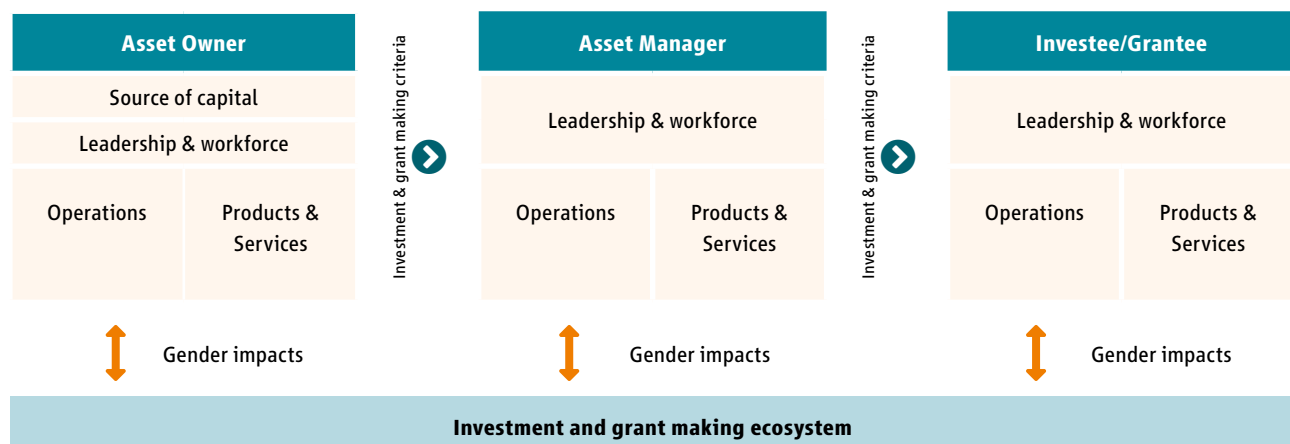 Asset Owner
Source of capital
Leadership & workforce
Operations
Products &
Services
Gender impacts
Investment & grant making criteria
Asset Manager
Leadership & workforce
Operations
Products &
Services
Gender impacts
Investment & grant making criteria
Investee/Grantee
Leadership & workforce
Operations
Products &
Services
Gender impacts
Investment and grant making ecosystem